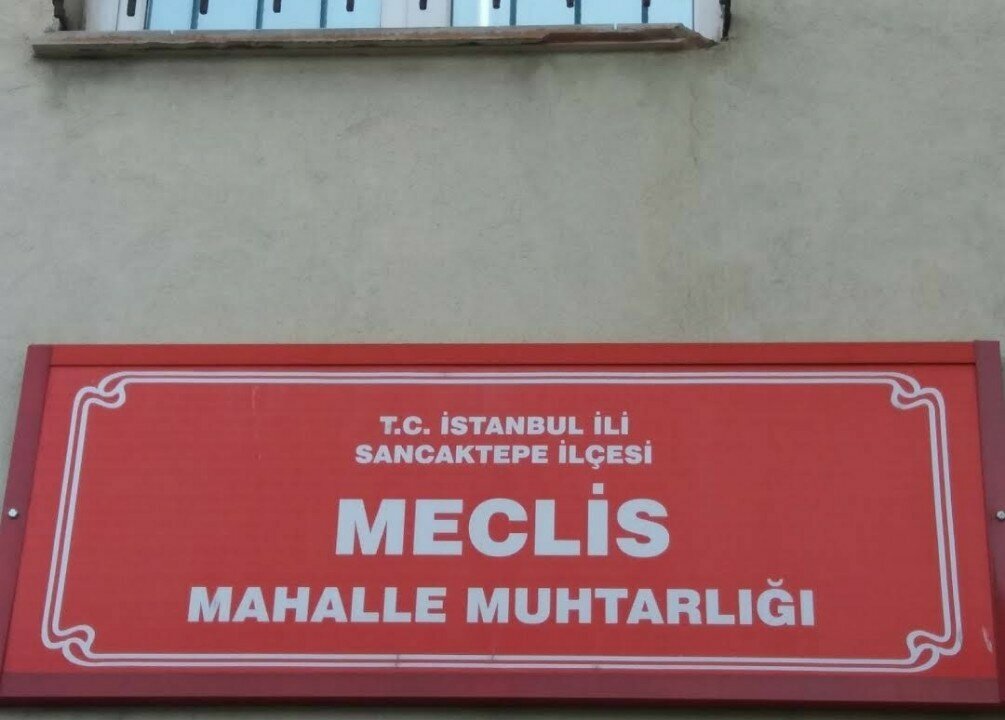 T.C. İSTANBUL İLİ
SANCAKTEPE İLÇESİ
MECLİS
MAHALLE MUHTARLIĞI